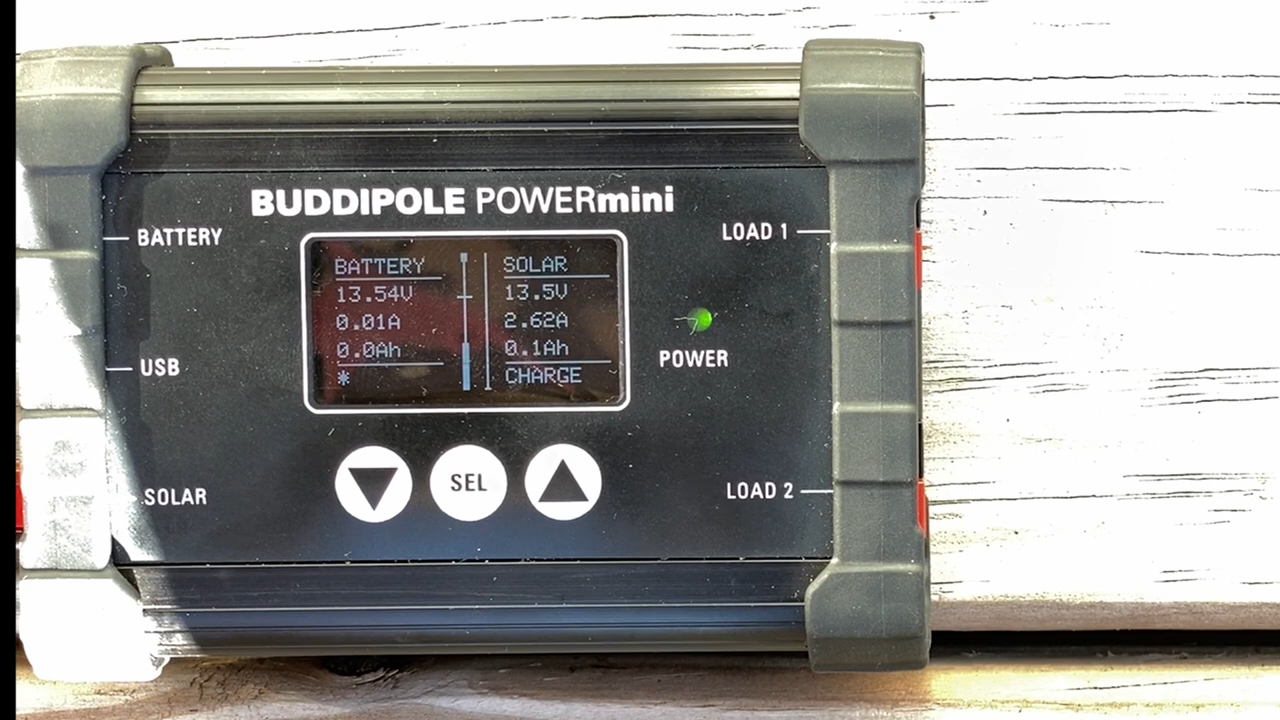 BUDDIPOLE POWERmini
BATTERY
USB
SOLAR
BATTERY
13.54V
0.01A
0.0Ah
*
SOLAR
13.5V
2.62A
0.1Ah
CHARGE
LOAD 1
POWER
LOAD 2
SEL